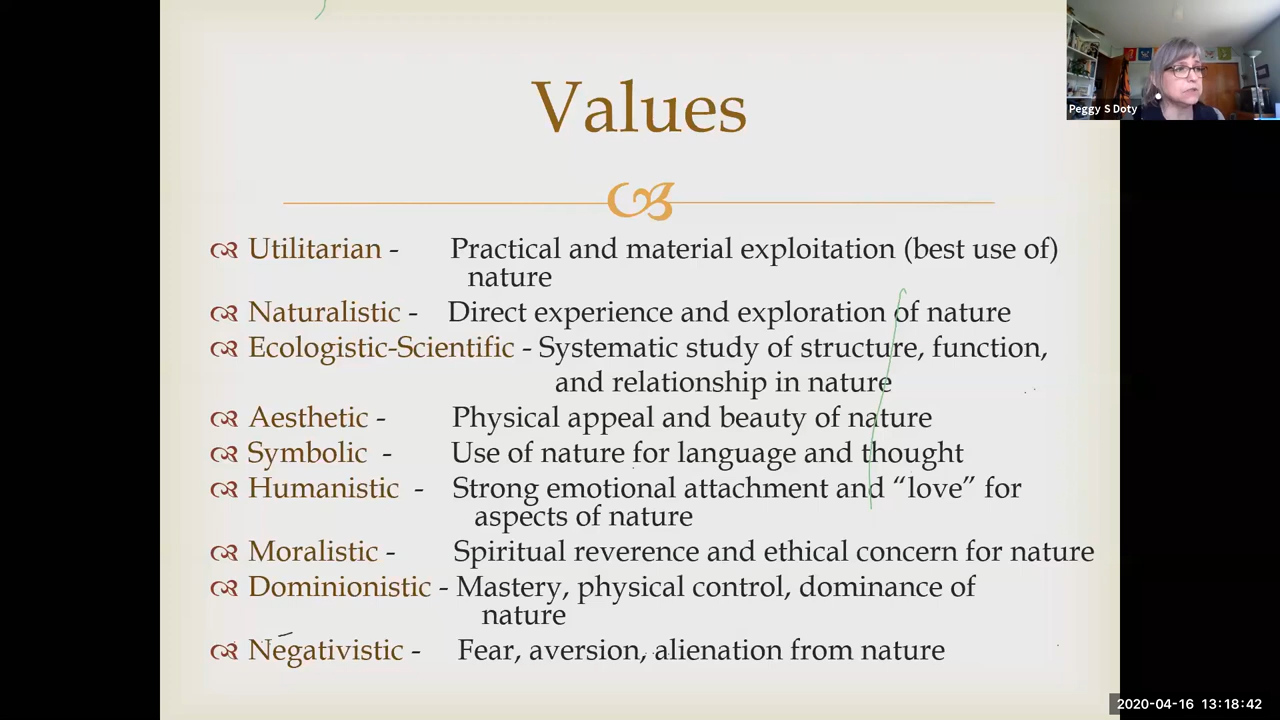 Values
Peggy S Doty
Utilitarian - Practical and material exploitation (best use of)
nature
Naturalistic - Direct experience and exploration of nature
Ecologistic-Scientific - Systematic study of structure, function,
and relationship in nature
Aesthetic - Physical appeal and beauty of nature
Symbolic - Use of nature for language and thought
Humanistic - Strong emotional attachment and “love” for
aspects of nature
Moralistic - Spiritual reverence and ethical concern for nature
Dominionistic - Mastery, physical control, dominance of
nature
Negativistic - Fear, aversion, alienation from nature
2020-04-16 13:18:42